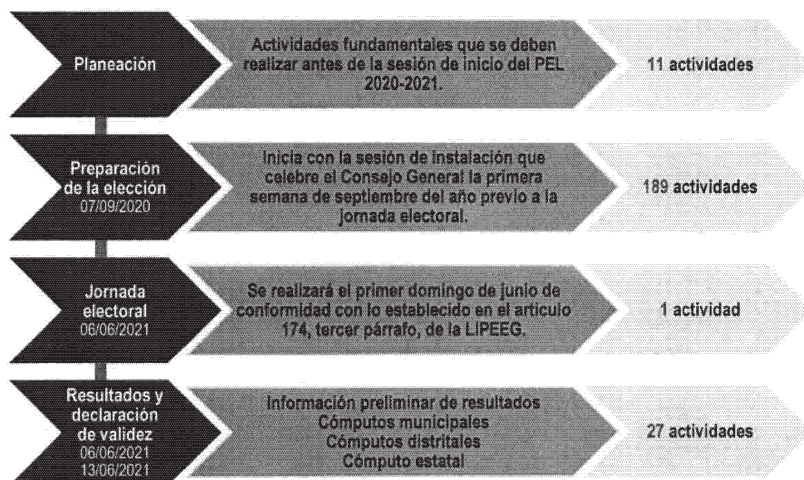 Planeación
Actividades fundamentales que se deben
realizar antes de la sesión de inicio del PEL
2020-2021.
11 actividades
Preparación
de la elección
07/09/2020
Inicia con la sesión de instalación que
celebre el Consejo General la primera
semana de septiembre del año previo a la
jornada electoral.
189 actividades
Jornada
electoral
06/06/2021
Se realizará el primer domingo de junio de
conformidad con lo establecido en el artículo
174, tercer párrafo, de la LIPEEG.
1 actividad
Resultados y
declaración
de validez
06/06/2021
13/06/2021
Información preliminar de resultados
Cómputos municipales
Cómputos distritales
Cómputo estatal
27 actividades